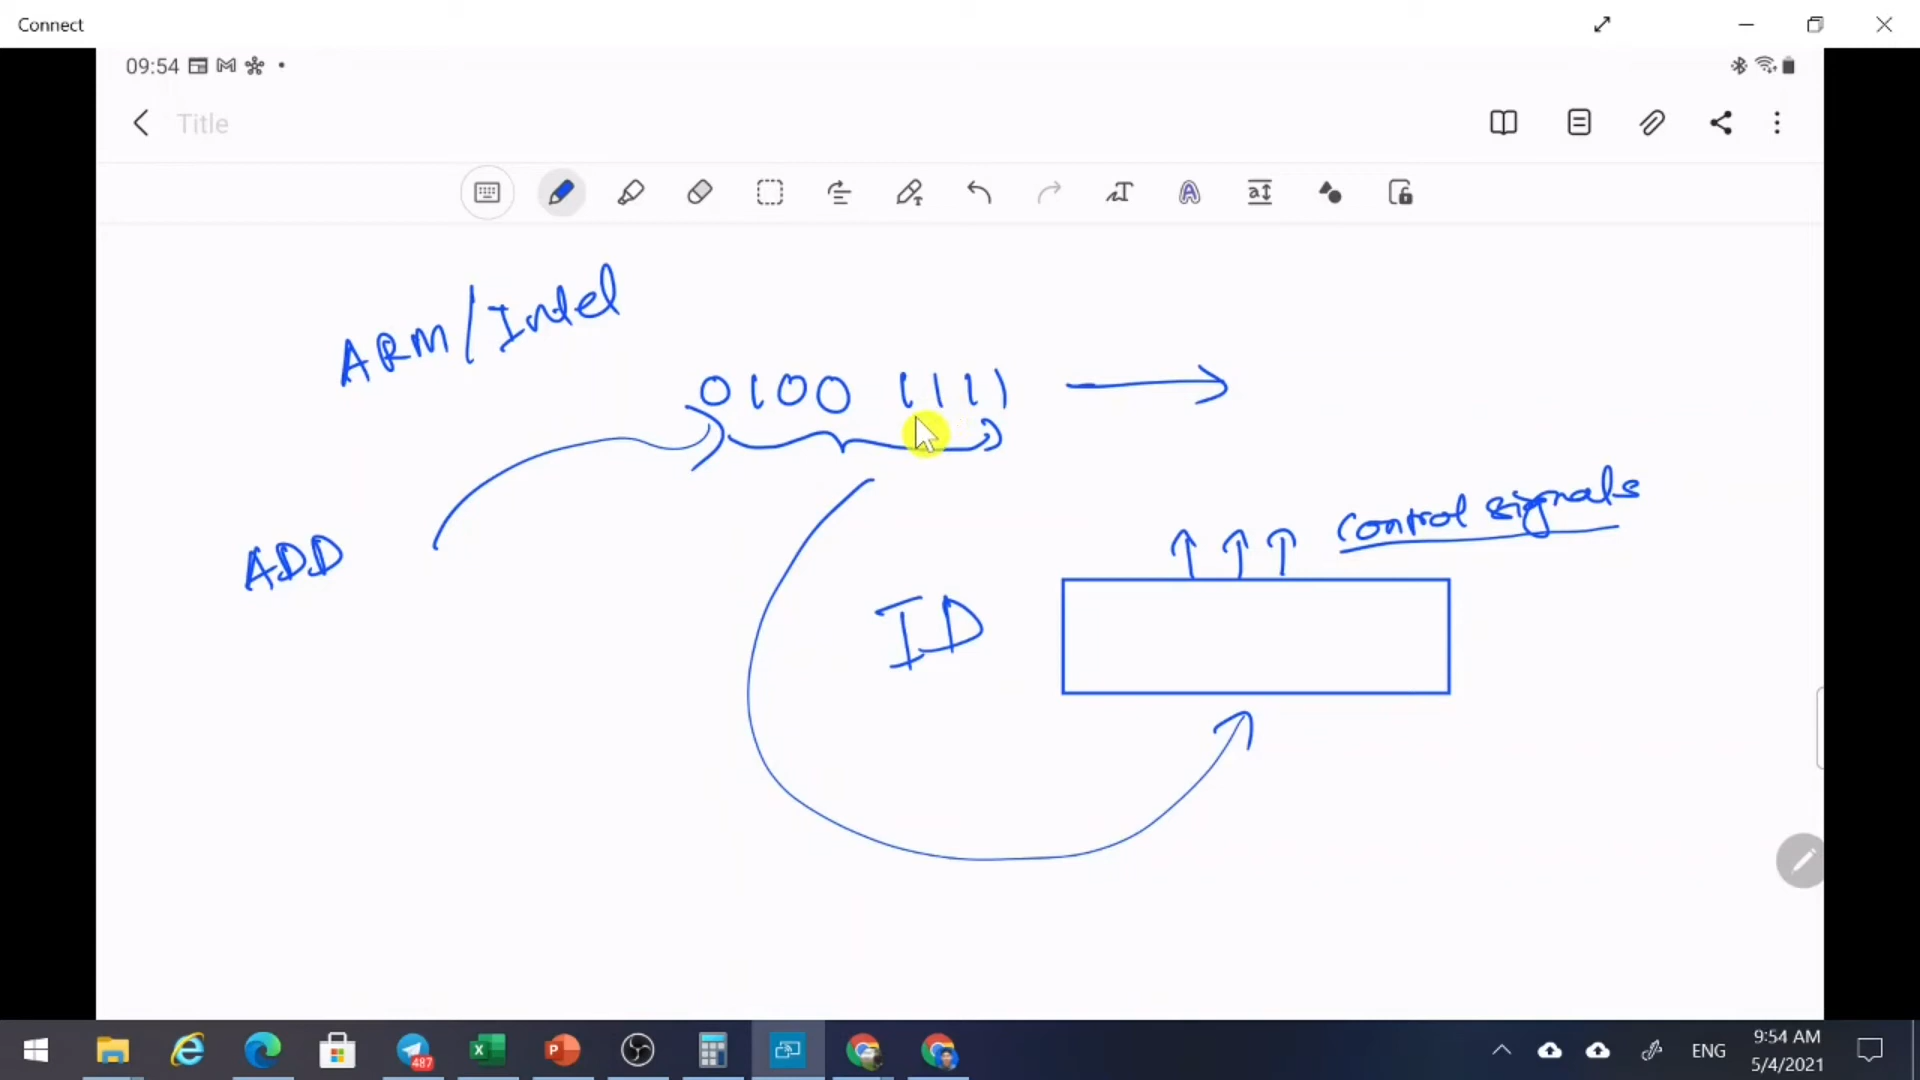 Connect
09:54
Title
ARM/Intel
0100 1111
control signals
ADD
ID
487
ENG
9:54 AM
5/4/2021